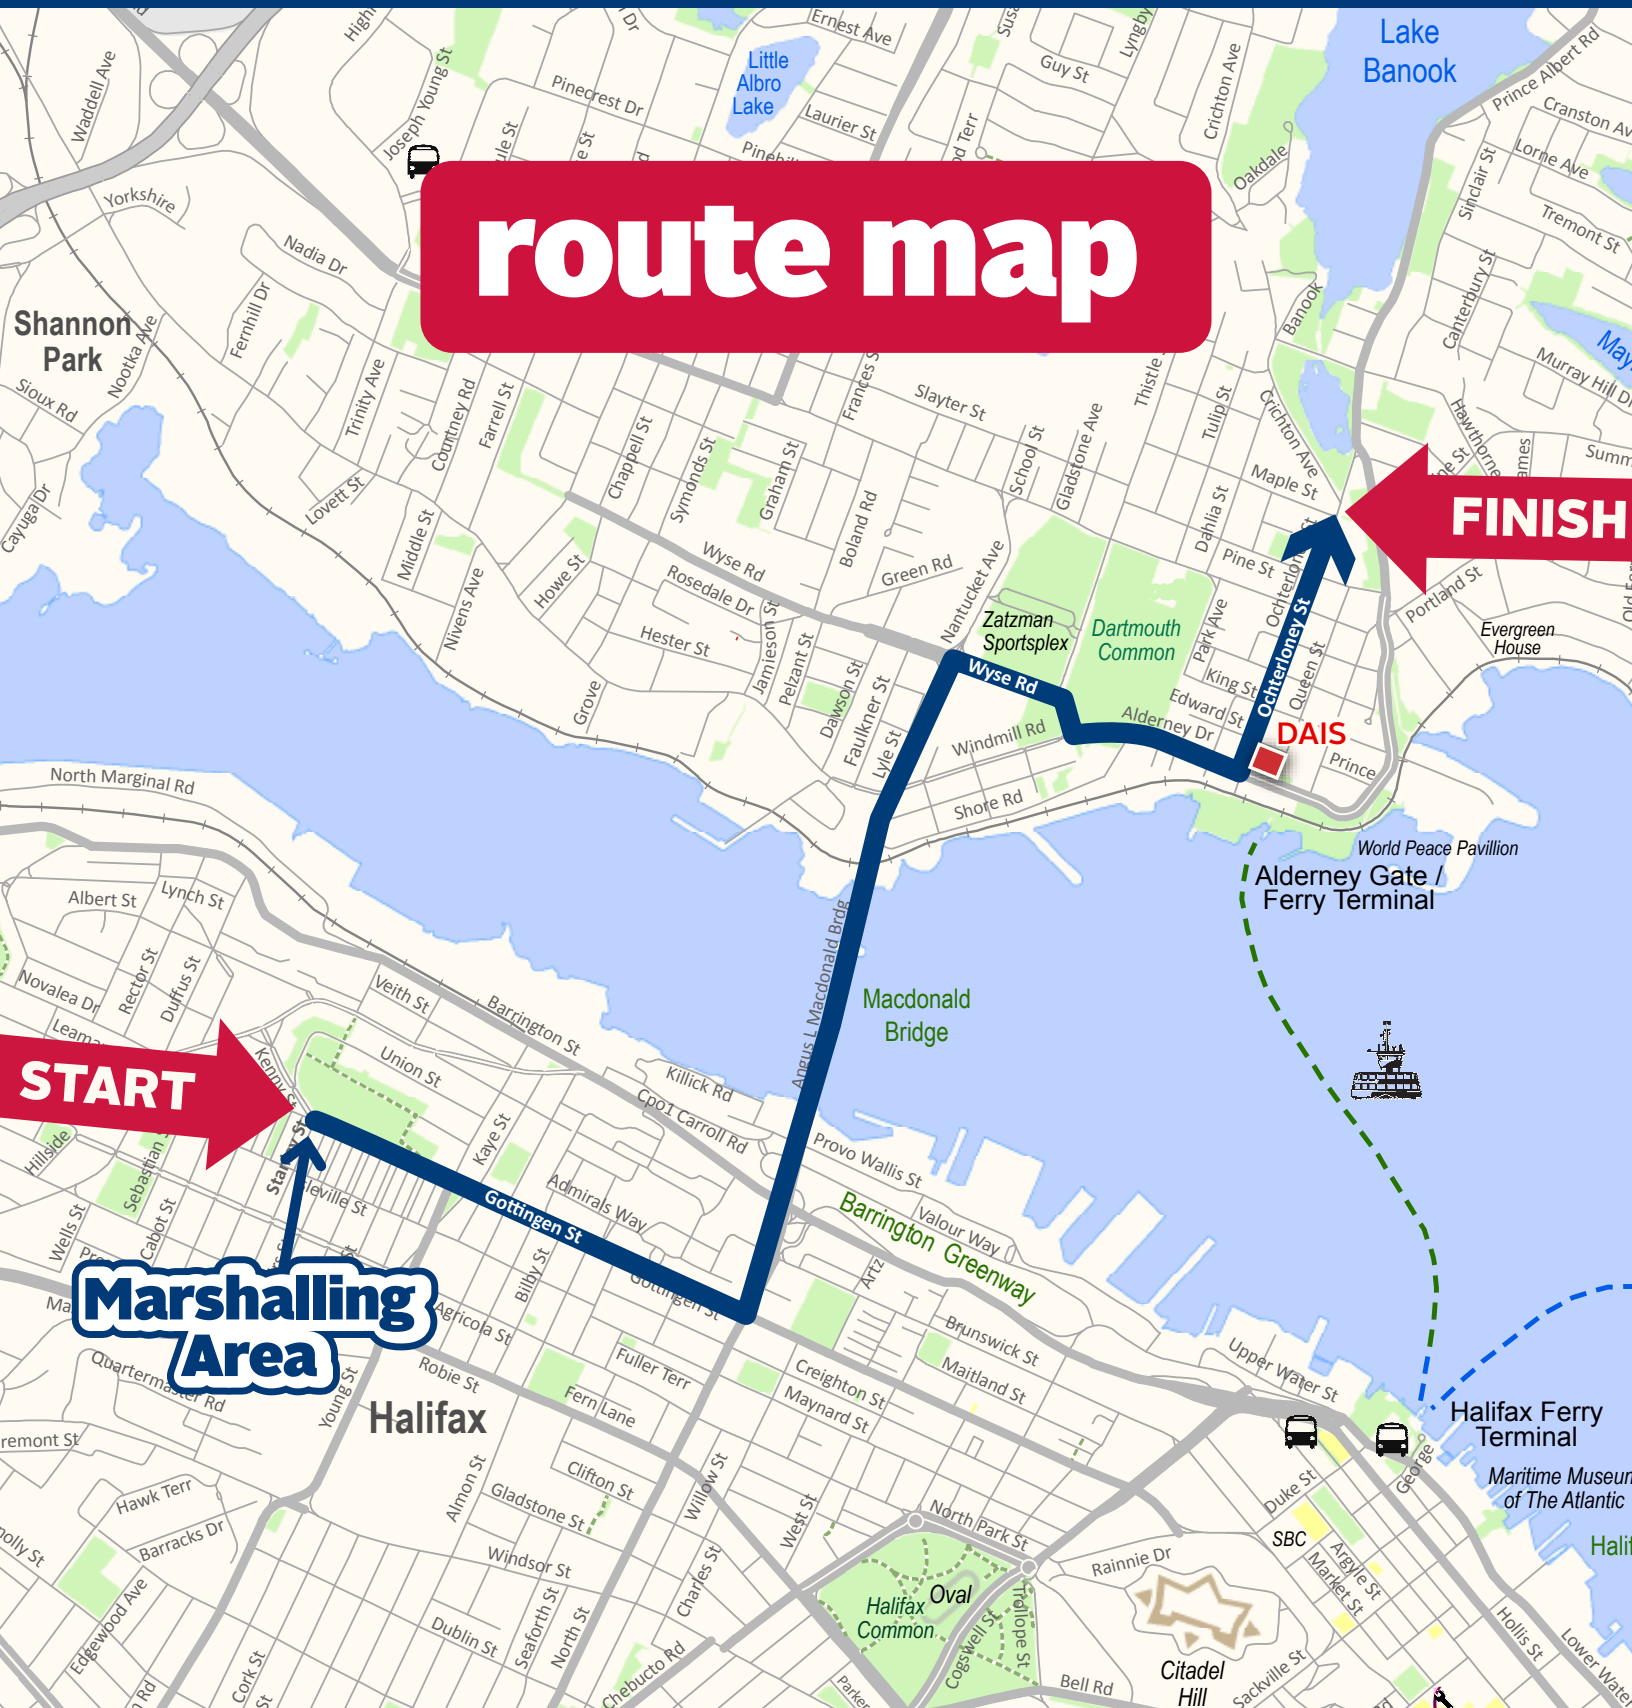 Lake
Banook
Little
Albro
Lake
Ernest Ave
Guy St
Crichton Ave
Prince Albert Rd
Cranston Av
Lorne Ave
Tremont St
Sinclair St
Canterbury St
Murray Hill Dr
Waddell Ave
Joseph Young St
Pinecrest Dr
Laurier St
Oakdale
Yorkshire
Nadia Dr
Fernhill Dr
route map
Shannon
Park
Nootka Ave
Sioux Rd
Cayuga Dr
Trinity Ave
Courtney Rd
Farrell St
Lovett St
Middle St
Nivens Ave
Howe St
Chappell St
Symonds St
Graham St
Boland Rd
Frances S
Slayter St
School St
Gladstone Ave
Thistle
Tulip St
Banook
Crichton Ave
Maple St
Dahlia St
Pine St
Hawthorne
FINISH
Wyse Rd
Rosedale Dr
Green Rd
Hester St
Jamieson St
Pelzant St
Dawson St
Faulkner St
Lyle St
Grove
Nantucket Ave
Zatzman
Sportsplex
Dartmouth
Common
Park Ave
King St
Edward St
Ochterloney St
Queen St
Portland St
Evergreen
House
Wyse Rd
Windmill Rd
Alderney Dr
Shore Rd
DAIS
Prince
World Peace Pavillion
Alderney Gate /
Ferry Terminal
North Marginal Rd
Albert St
Lynch St
Rector St
Duffus St
Novalea Dr
Veith St
Barrington St
Angus L Macdonald Brdg
Macdonald
Bridge
START
Kenny St
Union St
Killick Rd
Cpo1 Carroll Rd
Kaye St
Hillside
Cabot St
Wells St
Gottingen St
Admirals Way
Bilby St
Provo Wallis St
Valour Way
Barrington Greenway
Artz
Marshalling
Area
Agricola St
Quartermaster Rd
Young St
Robie St
Halifax
Fuller Terr
Fern Lane
Creighton St
Maynard St
Brunswick St
Maitland St
Upper Water St
Halifax Ferry
Terminal
Maritime Museum
of The Atlantic
George
Hawk Terr
Barracks Dr
Almon St
Clifton St
Gladstone St
Willow St
West St
Windsor St
Charles St
North Park St
Rainnie Dr
Duke St
SBC
Argyle St
Market St
Edgewood Ave
Dublin St
Seaforth St
North St
Cork St
Chebucto Rd
Halifax
Common
Oval
Trollope St
Cogswell St
Bell Rd
Citadel
Hill
Sackville St
Hollis St
Lower Water
Parker